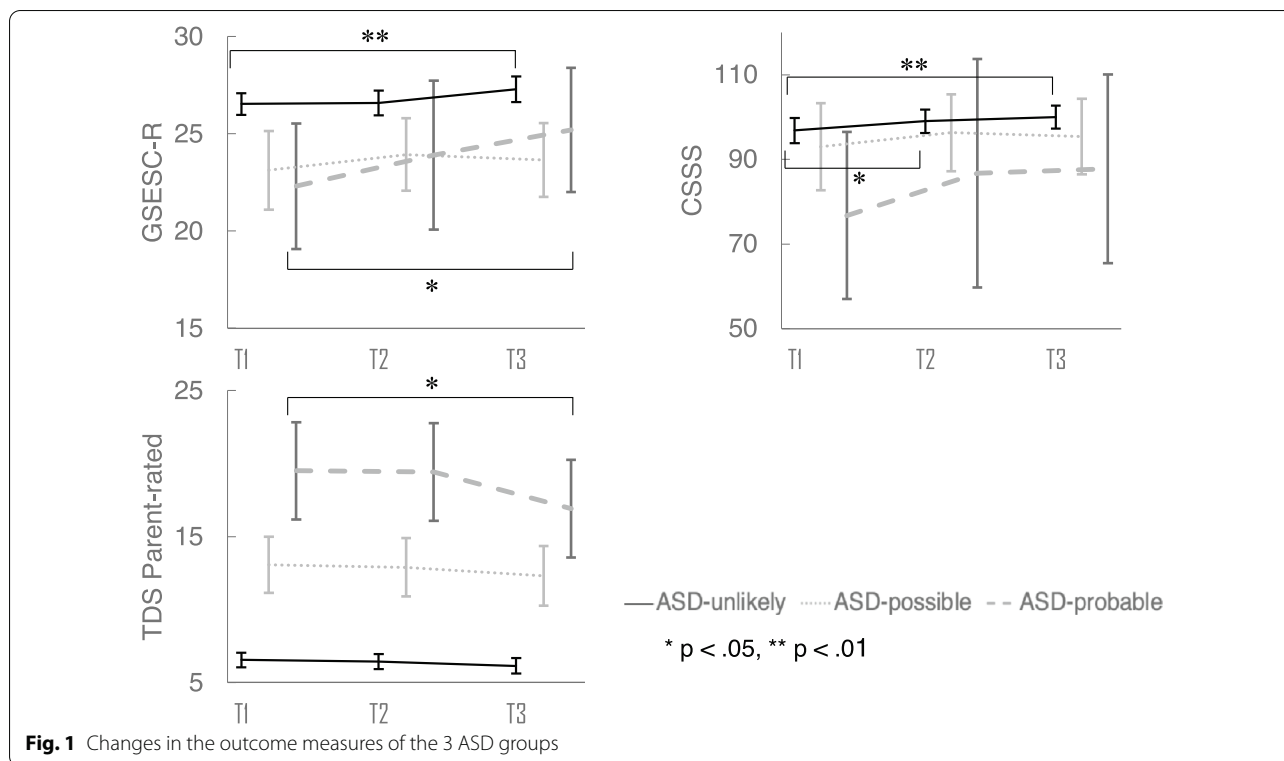 30
25
20
15
GSESC-R
**
*
T1 T2 T3
110
90
70
50
CSSS
**
*
T1 T2 T3
25
15
5
TDS Parent-rated
*
T1 T2 T3
ASD-unlikely ASD-possible ASD-probable
* p < .05, ** p < .01
Fig. 1 Changes in the outcome measures of the 3 ASD groups